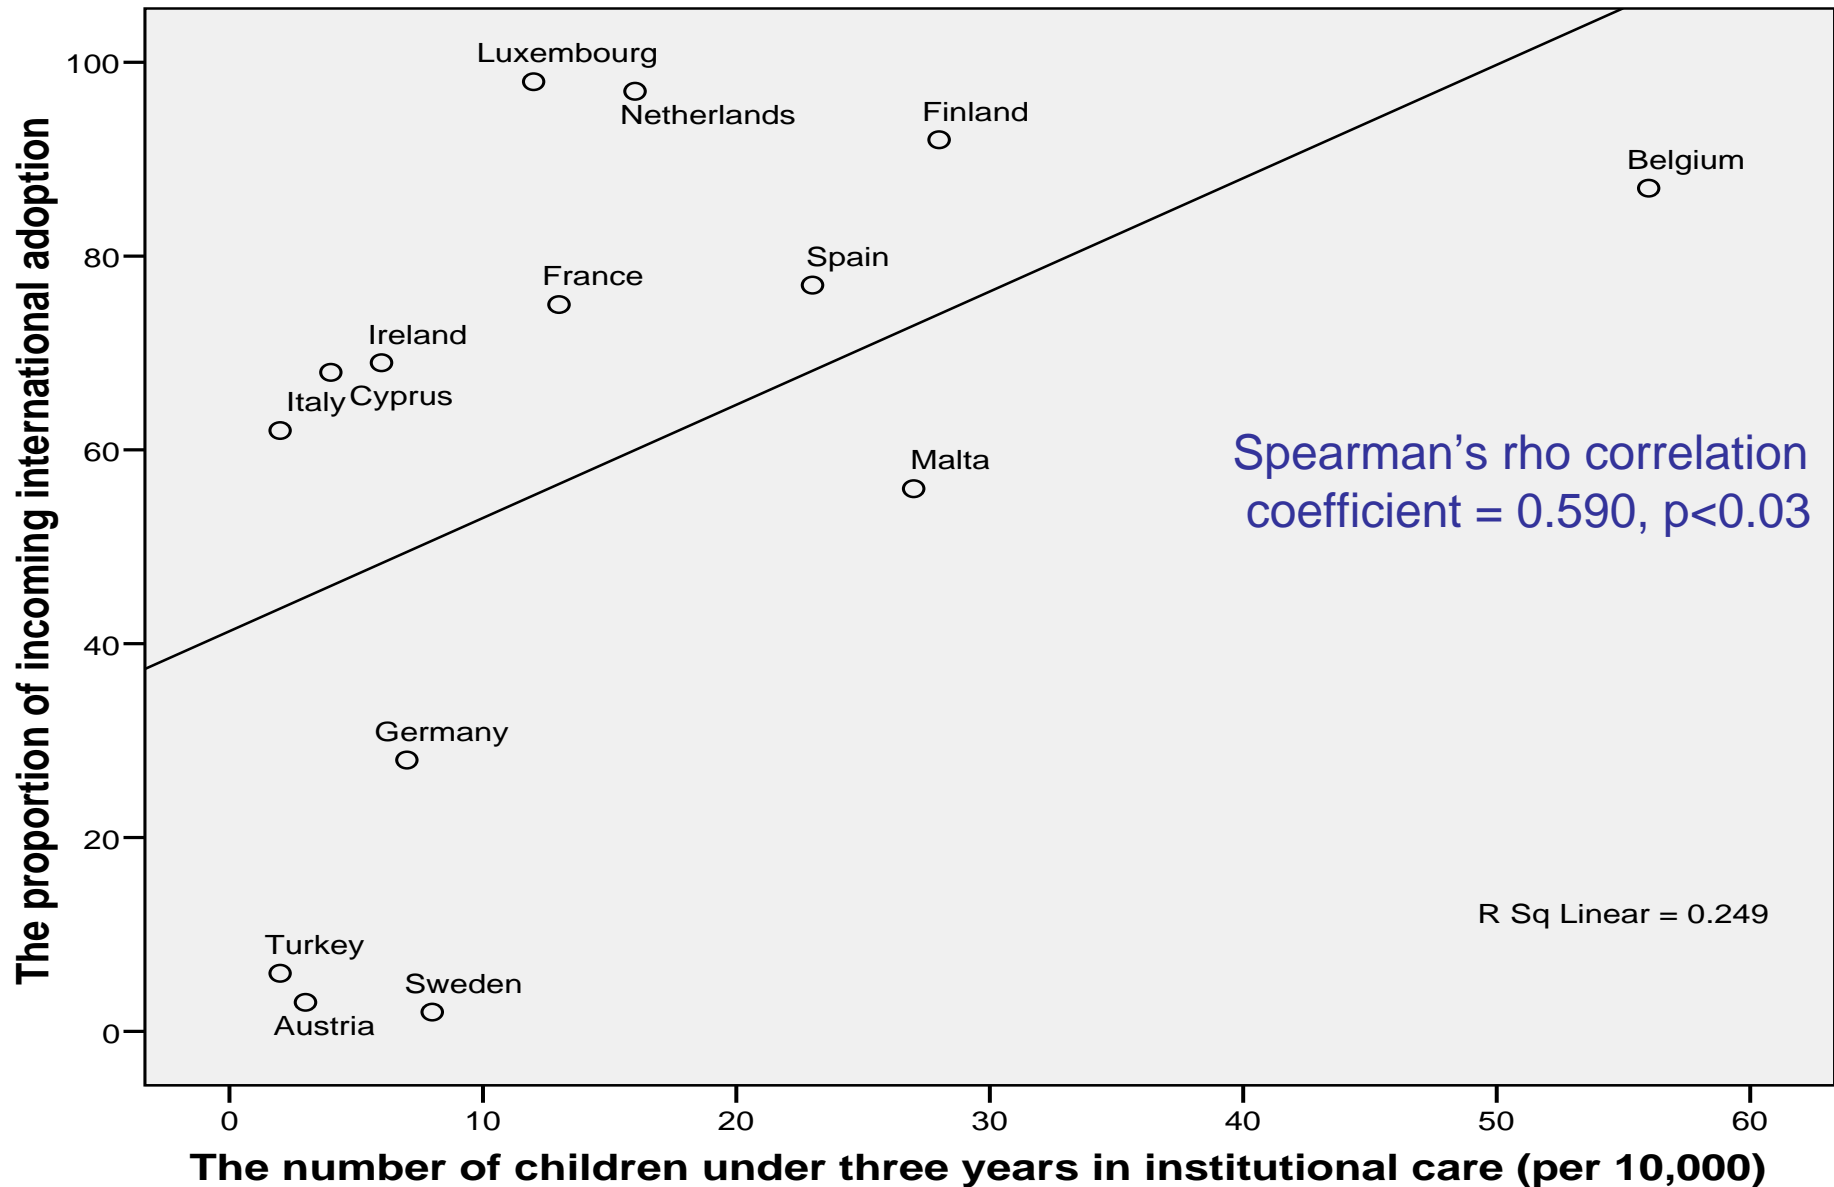 The proportion of incoming international adoption
100
80
60
40
20
0
Luxembourg
Netherlands
Finland
Belgium
Spain
France
Ireland
Italy
Cyprus
Malta
Spearman’s rho correlation
coefficient = 0.590, p<0.03
Germany
R Sq Linear = 0.249
Turkey
Sweden
Austria
0
10
20
30
40
50
60
The number of children under three years in institutional care (per 10,000)